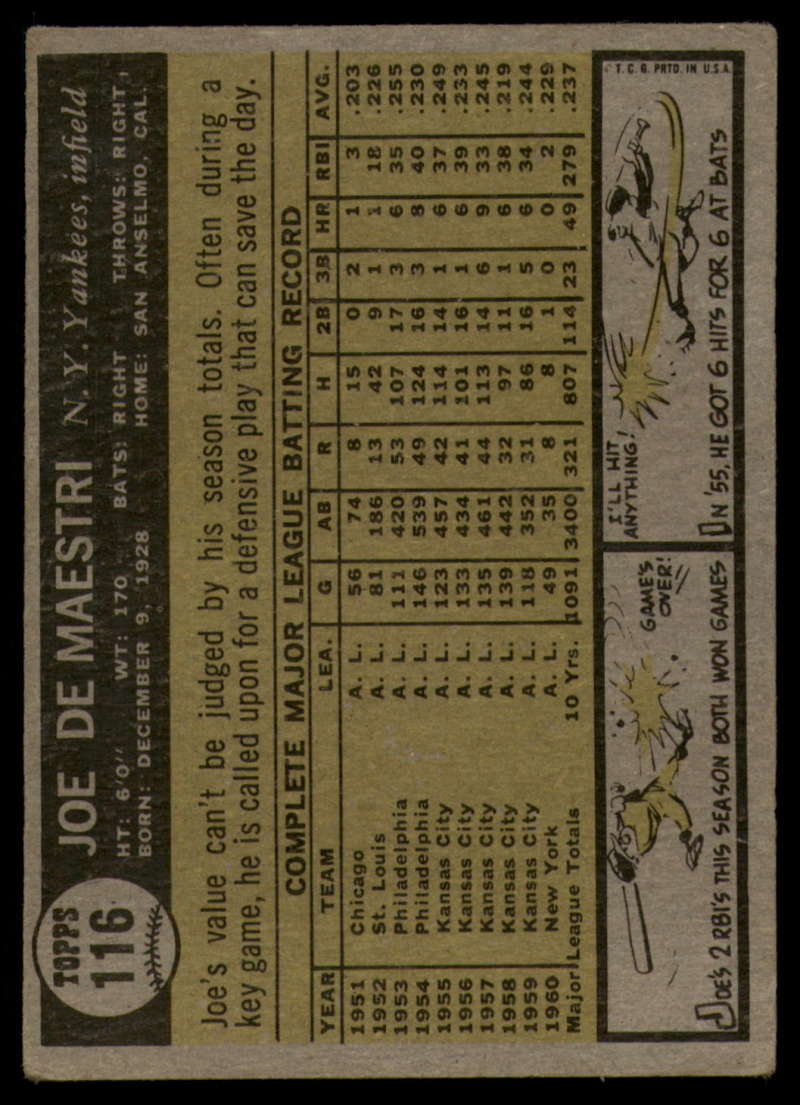 TOPPS
116
JOE DE MAESTRI N.Y. Yankees, infield
HT: 6'0" WT: 170 BATS: RIGHT THROWS: RIGHT,
BORN: DECEMBER 9, 1928 HOME: SAN ANSELMO, CAL.
Joe's value can't be judged by his season totals. Often during a
key game, he is called upon for a defensive play that can save the day.
COMPLETE MAJOR LEAGUE BATTING RECORD
YEAR TEAM LEA. G AB R H 2B 3B HR RBI AVG.
1951 Chicago A. L. 56 74 8 15 0 2 1 3 .203
1952 St. Louis A. L. 81 186 13 42 9 1 1 18 .226
1953 Philadelphia A. L. 111 420 53 107 17 3 6 35 .255
1954 Philadelphia A. L. 146 539 49 124 16 3 8 40 .230
1955 Kansas City A. L. 123 457 42 114 14 1 6 37 .249
1956 Kansas City A. L. 133 434 41 101 16 1 6 39 .233
1957 Kansas City A. L. 135 461 44 113 14 6 9 33 .245
1958 Kansas City A. L. 139 442 32 97 11 1 6 38 .219
1959 Kansas City A. L. 118 352 31 86 16 5 6 34 .244
1960 New York A. L. 49 35 8 8 1 0 0 2 .229
Major League Totals 10 Yrs. 1091 3400 321 807 114 23 49 279 .237
GAME'S
OVER!
JOE'S 2 RBI'S THIS SEASON BOTH WON GAMES
T. C. G. PRTD. IN U.S.A.
I'LL HIT
ANYTHING!
IN '55, HE GOT 6 HITS FOR 6 AT BATS